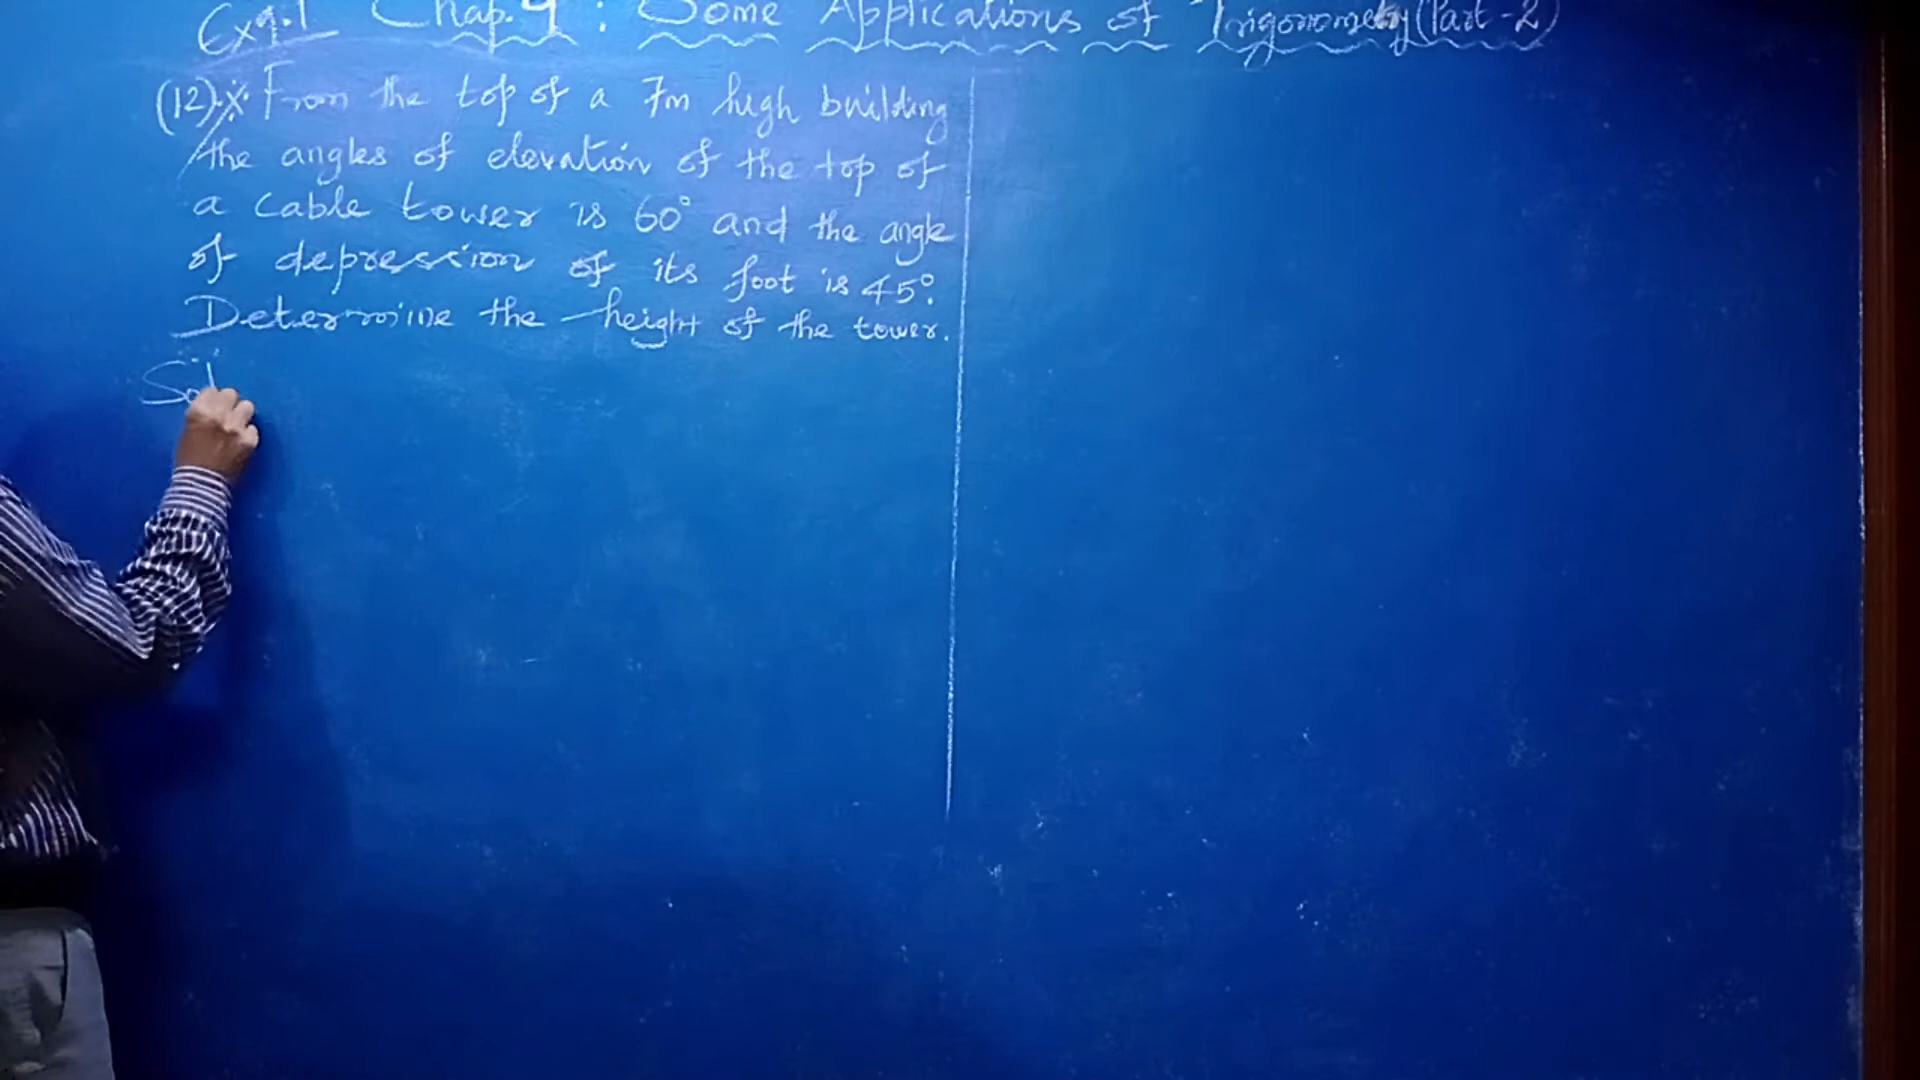 Ex 9.1 Chap. 9 : Some Applications of Trigonometry (Part-2)
(12). From the top of a 7m high building
the angles of elevation of the top of
a cable tower is 60° and the angle
of depression of its foot is 45°.
Determine the height of the tower.
Sol